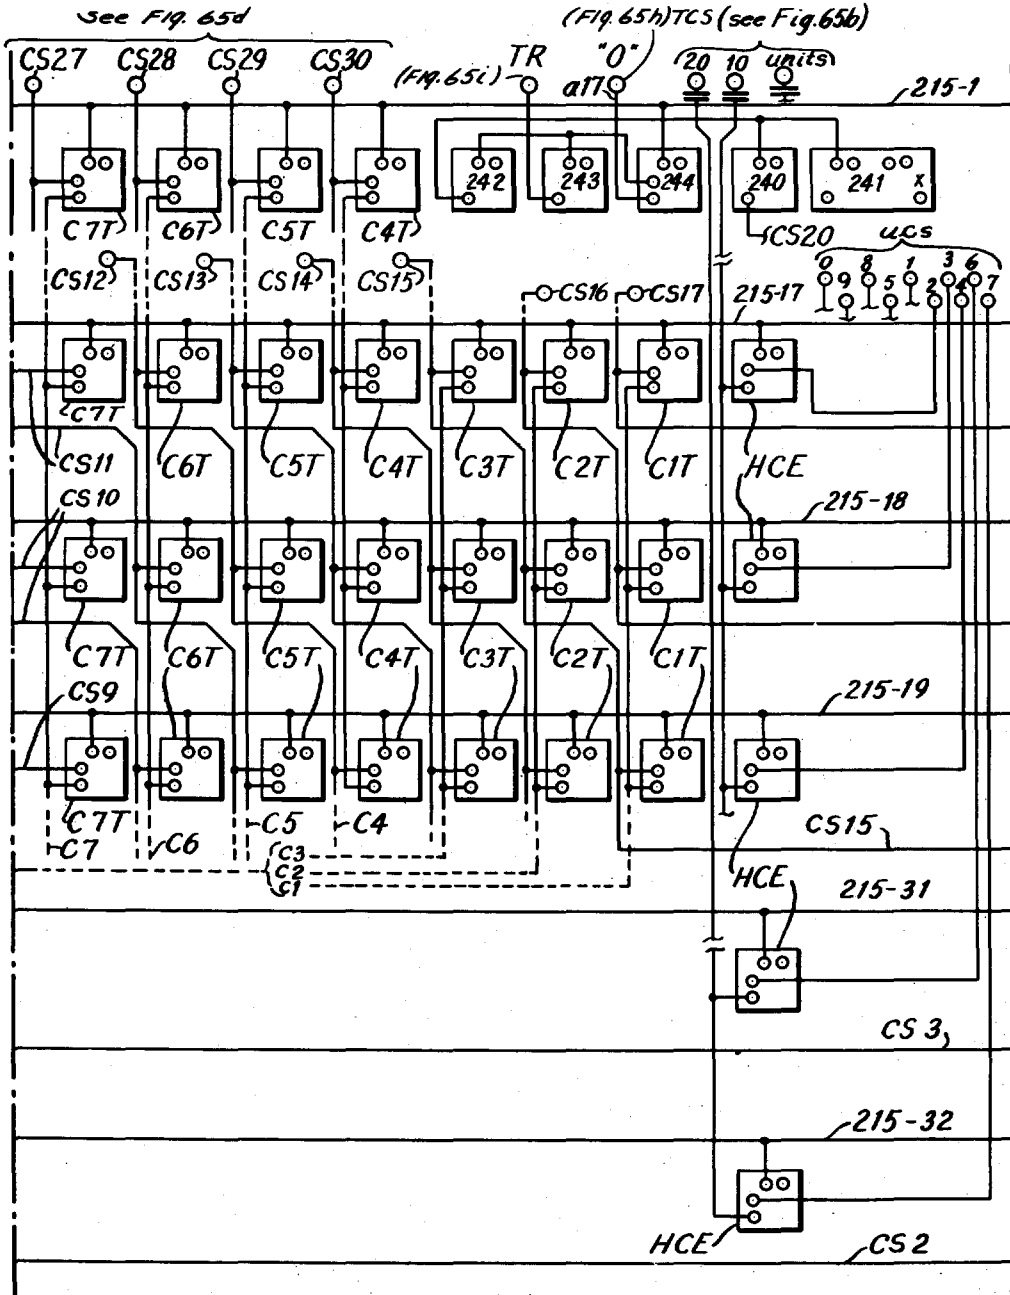 see Fig. 65d
(Fig. 65h) TCS (see Fig. 65b)
CS27 CS28 CS29 CS30 (Fig. 65i) TR "0" a17 20 10 units
215-1
242 243 244 240 241 x
C7T C6T C5T C4T
CS20 ucs
CS12 CS13 CS14 CS15 CS16 CS17
0 9 8 5 1 2 3 4 6 7
215-17
C7T
CS11 C6T C5T C4T C3T C2T C1T HCE
CS10
215-18
C7T C6T C5T C4T C3T C2T C1T
CS9
215-19
C7T
C7 C6 C5 C4 CS15
C3
C2
C1
HCE
215-31
CS 3
215-32
HCE
CS 2